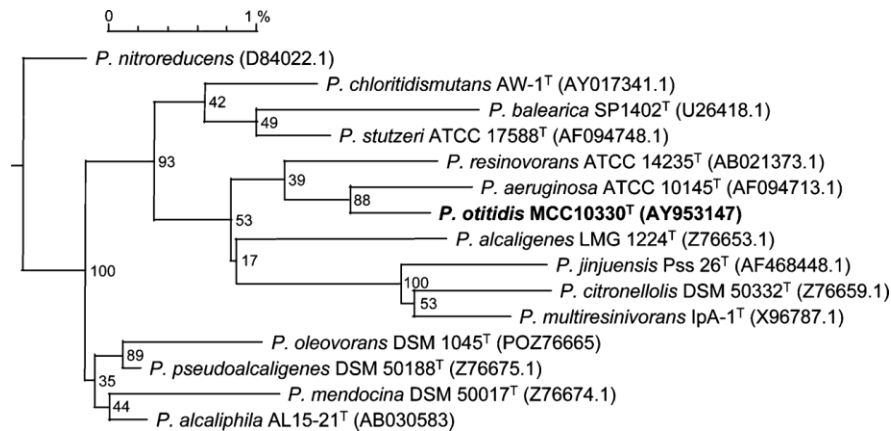 0 1 %
P. nitroreducens (D84022.1)
P. chloritidismutans AW-1ᵀ (AY017341.1)
42
P. balearica SP1402ᵀ (U26418.1)
49
P. stutzeri ATCC 17588ᵀ (AF094748.1)
93
P. resinovorans ATCC 14235ᵀ (AB021373.1)
39
P. aeruginosa ATCC 10145ᵀ (AF094713.1)
88
P. otitidis MCC10330ᵀ (AY953147)
53
P. alcaligenes LMG 1224ᵀ (Z76653.1)
17
P. jinjuensis Pss 26ᵀ (AF468448.1)
100
100
P. citronellolis DSM 50332ᵀ (Z76659.1)
53
P. multiresinivorans IpA-1ᵀ (X96787.1)
P. oleovorans DSM 1045ᵀ (POZ76665)
89
P. pseudoalcaligenes DSM 50188ᵀ (Z76675.1)
35
P. mendocina DSM 50017ᵀ (Z76674.1)
44
P. alcaliphila AL15-21ᵀ (AB030583)